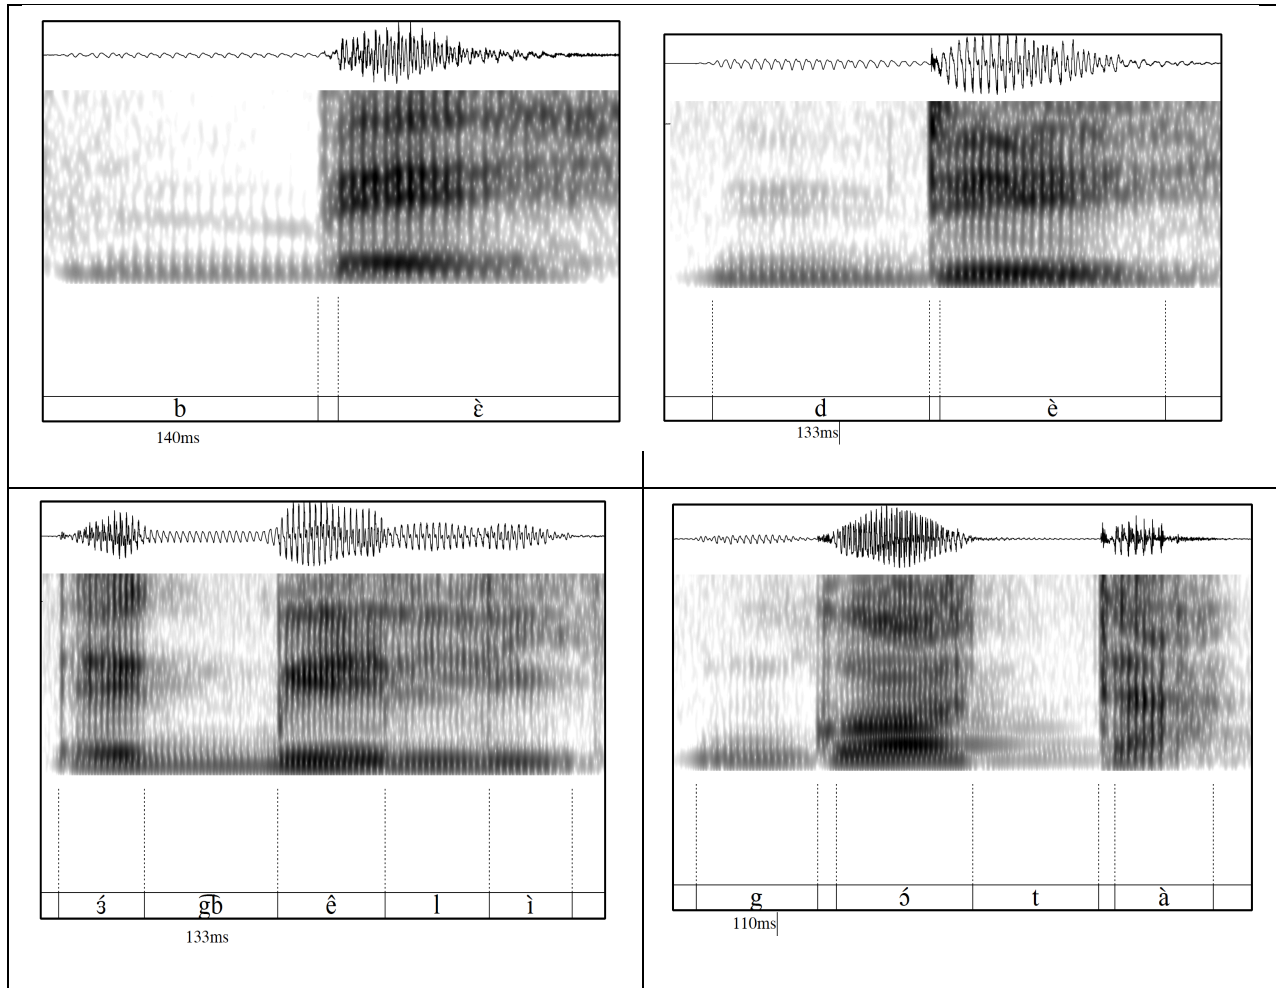 b ɛ̀
140ms
d è
133ms
ɜ́ g͡b ê l ì
133ms
g ɔ́ t à
110ms